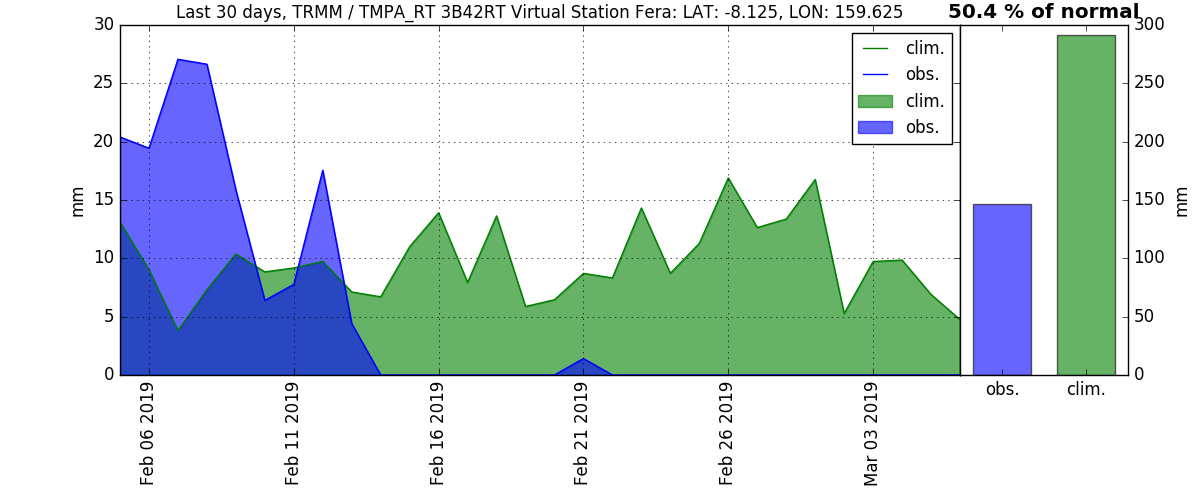 Last 30 days, TRMM / TMPA_RT 3B42RT Virtual Station Fera: LAT: -8.125, LON: 159.625
50.4 % of normal
30
25
20
15
10
5
0
mm
clim.
obs.
clim.
obs.
Feb 06 2019
Feb 11 2019
Feb 16 2019
Feb 21 2019
Feb 26 2019
Mar 03 2019
300
250
200
150
100
50
0
mm
obs.
clim.